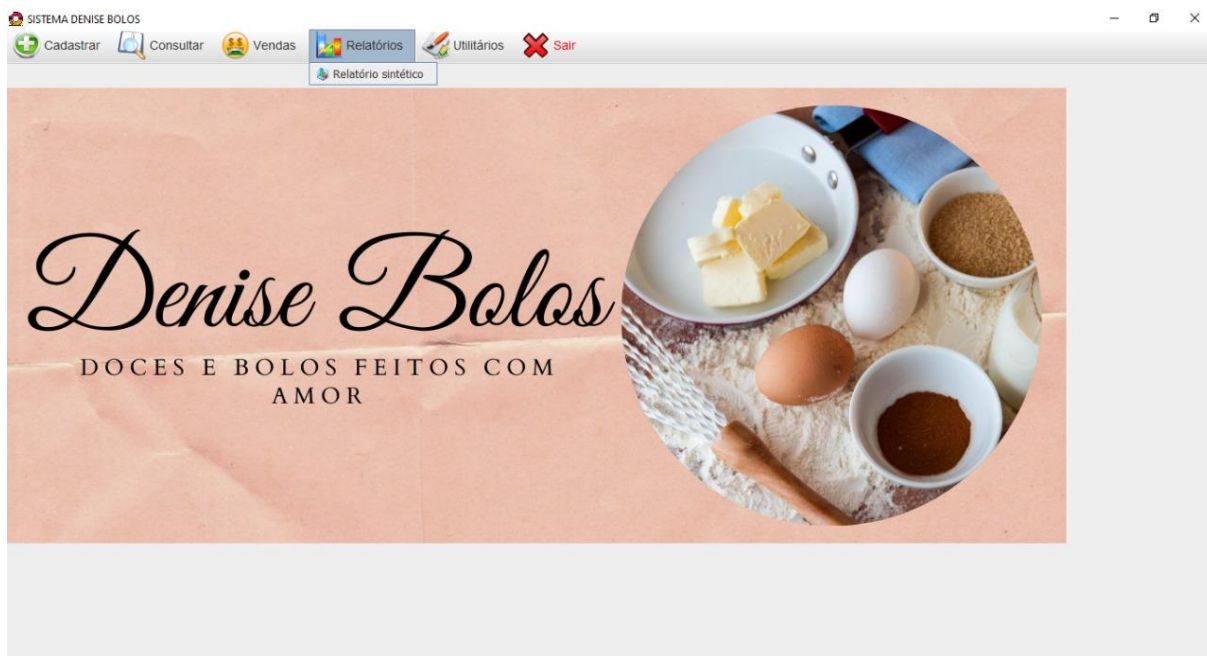 SISTEMA DENISE BOLOS
Cadastrar Consultar Vendas Relatórios Utilitários Sair
Relatório sintético
Denise Bolos
DOCES E BOLOS FEITOS COM
AMOR